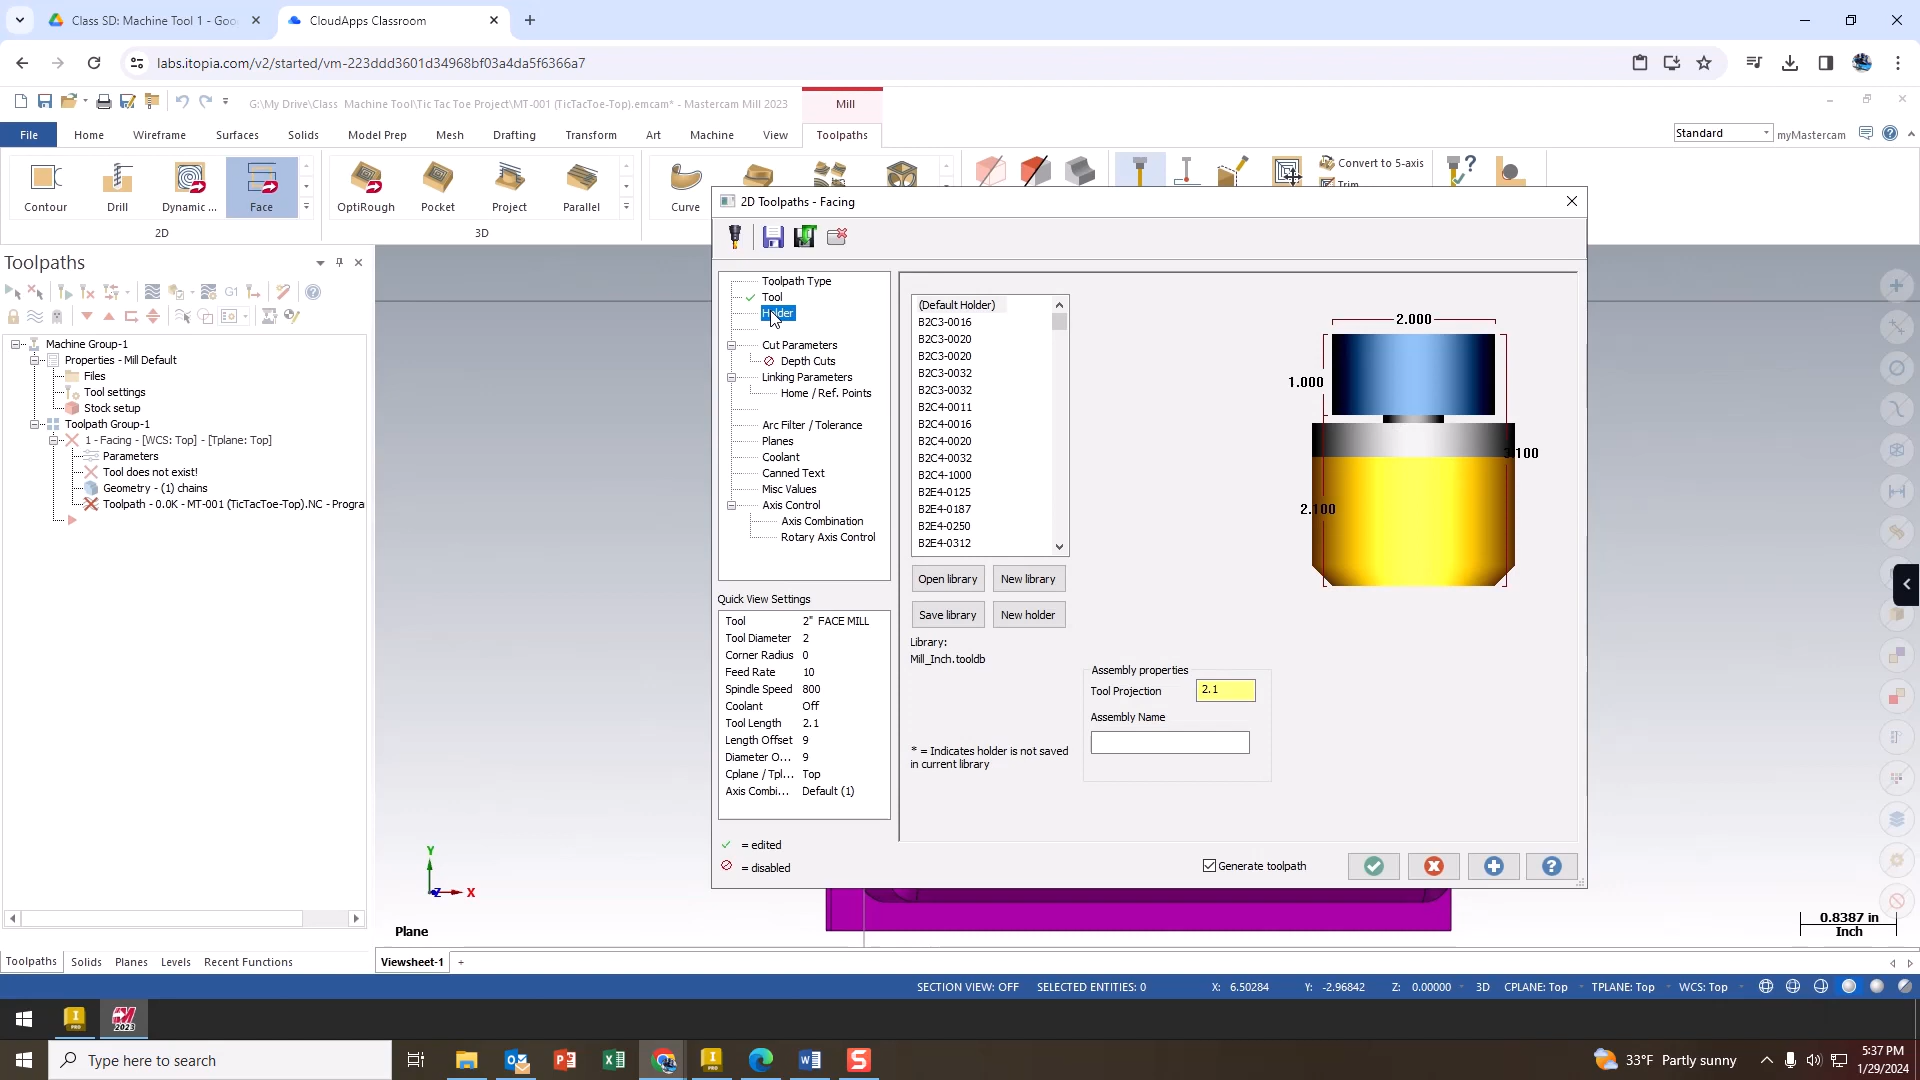 Class SD: Machine Tool 1 - Goo
CloudApps Classroom
labs.itopia.com/v2/started/vm-223ddd3601d34968bf03a4da5f6366a7
G:\My Drive\Class  Machine Tool\Tic Tac Toe Project\MT-001 (TicTacToe-Top).emcam* - Mastercam Mill 2023
Mill
File
Home
Wireframe
Surfaces
Solids
Model Prep
Mesh
Drafting
Transform
Art
Machine
View
Toolpaths
Standard
myMastercam
Contour
Drill
Dynamic ...
Face
OptiRough
Pocket
Project
Parallel
Curve
Convert to 5-axis
Trim
2D
3D
2D Toolpaths - Facing
Toolpaths
G1
Machine Group-1
Properties - Mill Default
Files
Tool settings
Stock setup
Toolpath Group-1
1 - Facing - [WCS: Top] - [Tplane: Top]
Parameters
Tool does not exist!
Geometry - (1) chains
Toolpath - 0.0K - MT-001 (TicTacToe-Top).NC - Progra
Toolpath Type
Tool
Holder
Cut Parameters
Depth Cuts
Linking Parameters
Home / Ref. Points
Arc Filter / Tolerance
Planes
Coolant
Canned Text
Misc Values
Axis Control
Axis Combination
Rotary Axis Control
Quick View Settings
Tool 2"  FACE MILL
Tool Diameter 2
Corner Radius 0
Feed Rate 10
Spindle Speed 800
Coolant Off
Tool Length 2.1
Length Offset 9
Diameter O... 9
Cplane / Tpl... Top
Axis Combi... Default (1)
= edited
= disabled
(Default Holder)
B2C3-0016
B2C3-0020
B2C3-0020
B2C3-0032
B2C3-0032
B2C4-0011
B2C4-0016
B2C4-0020
B2C4-0032
B2C4-1000
B2E4-0125
B2E4-0187
B2E4-0250
B2E4-0312
Open library
New library
Save library
New holder
Library:
Mill_Inch.tooldb
* = Indicates holder is not saved
in current library
Assembly properties
Tool Projection 2.1
Assembly Name
2.000
1.000
3.100
2.100
Generate toolpath
Y
Z
X
Plane
0.8387 in
Inch
Toolpaths
Solids
Planes
Levels
Recent Functions
Viewsheet-1
SECTION VIEW: OFF
SELECTED ENTITIES: 0
X: 6.50284
Y: -2.96842
Z: 0.00000
3D
CPLANE: Top
TPLANE: Top
WCS: Top
PRO
2023
Type here to search
PRO
33°F Partly sunny
5:37 PM
1/29/2024